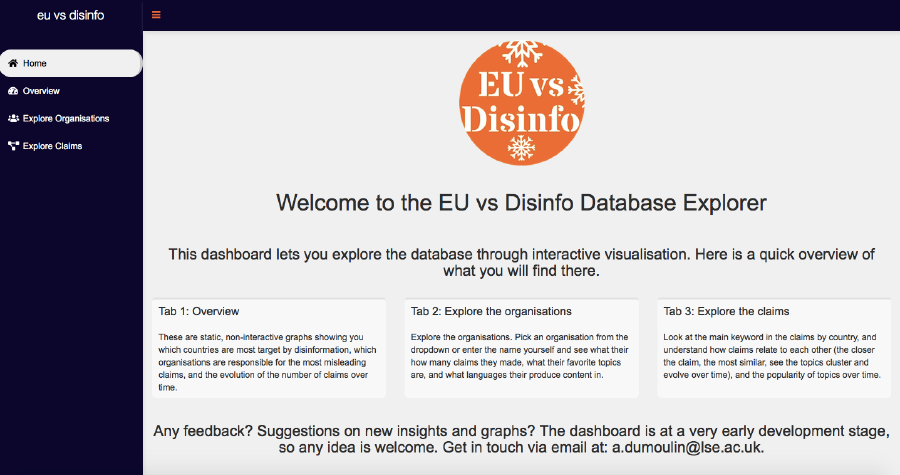 eu vs disinfo
Home
Overview
Explore Organisations
Explore Claims
EU vs
Disinfo
Welcome to the EU vs Disinfo Database Explorer
This dashboard lets you explore the database through interactive visualisation. Here is a quick overview of
what you will find there.
Tab 1: Overview
These are static, non-interactive graphs showing you
which countries are most target by disinformation, which
organisations are responsible for the most misleading
claims, and the evolution of the number of claims over
time.
Tab 2: Explore the organisations
Explore the organisations. Pick an organisation from the
dropdown or enter the name yourself and see what their
how many claims they made, what their favorite topics
are, and what languages their produce content in.
Tab 3: Explore the claims
Look at the main keyword in the claims by country, and
understand how claims relate to each other (the closer
the claim, the most similar, see the topics cluster and
evolve over time), and the popularity of topics over time.
Any feedback? Suggestions on new insights and graphs? The dashboard is at a very early development stage,
so any idea is welcome. Get in touch via email at: a.dumoulin@lse.ac.uk.